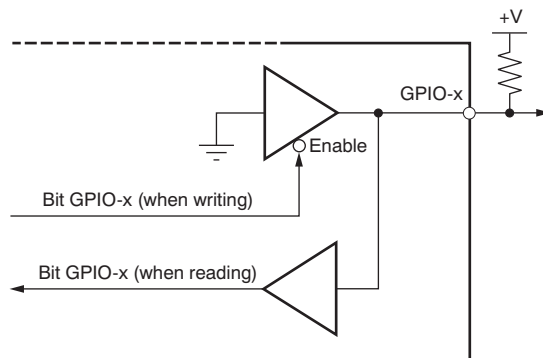 +V
GPIO-x
Enable
Bit GPIO-x (when writing)
Bit GPIO-x (when reading)